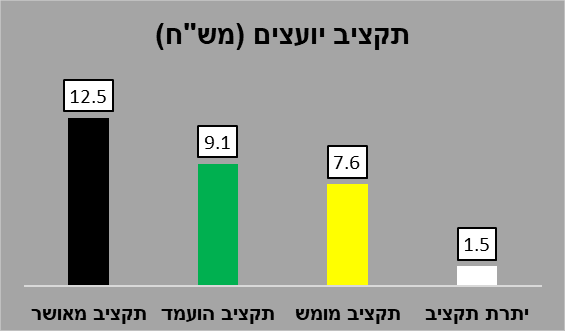 תקציב יועצים (מש"ח)
12.5
9.1
7.6
1.5
תקציב מאושר
תקציב הועמד
תקציב מומש
יתרת תקציב